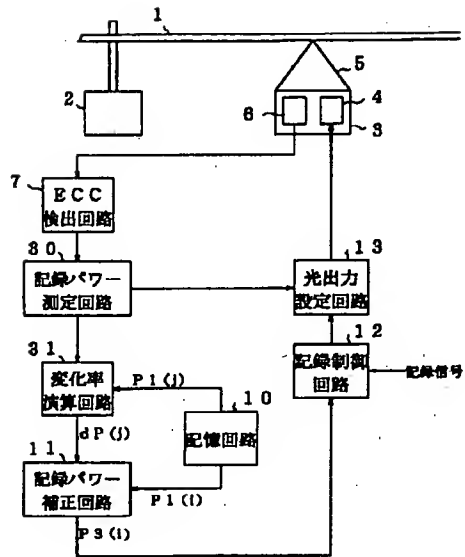 1
2
5
6
4
3
7
ECC
検出回路
30
記録パワー
測定回路
13
光出力
設定回路
31
変化率
演算回路
P1(j)
10
記憶回路
12
記録制御
回路
記録信号
dP(j)
11
記録パワー
補正回路
P1(i)
P3(i)